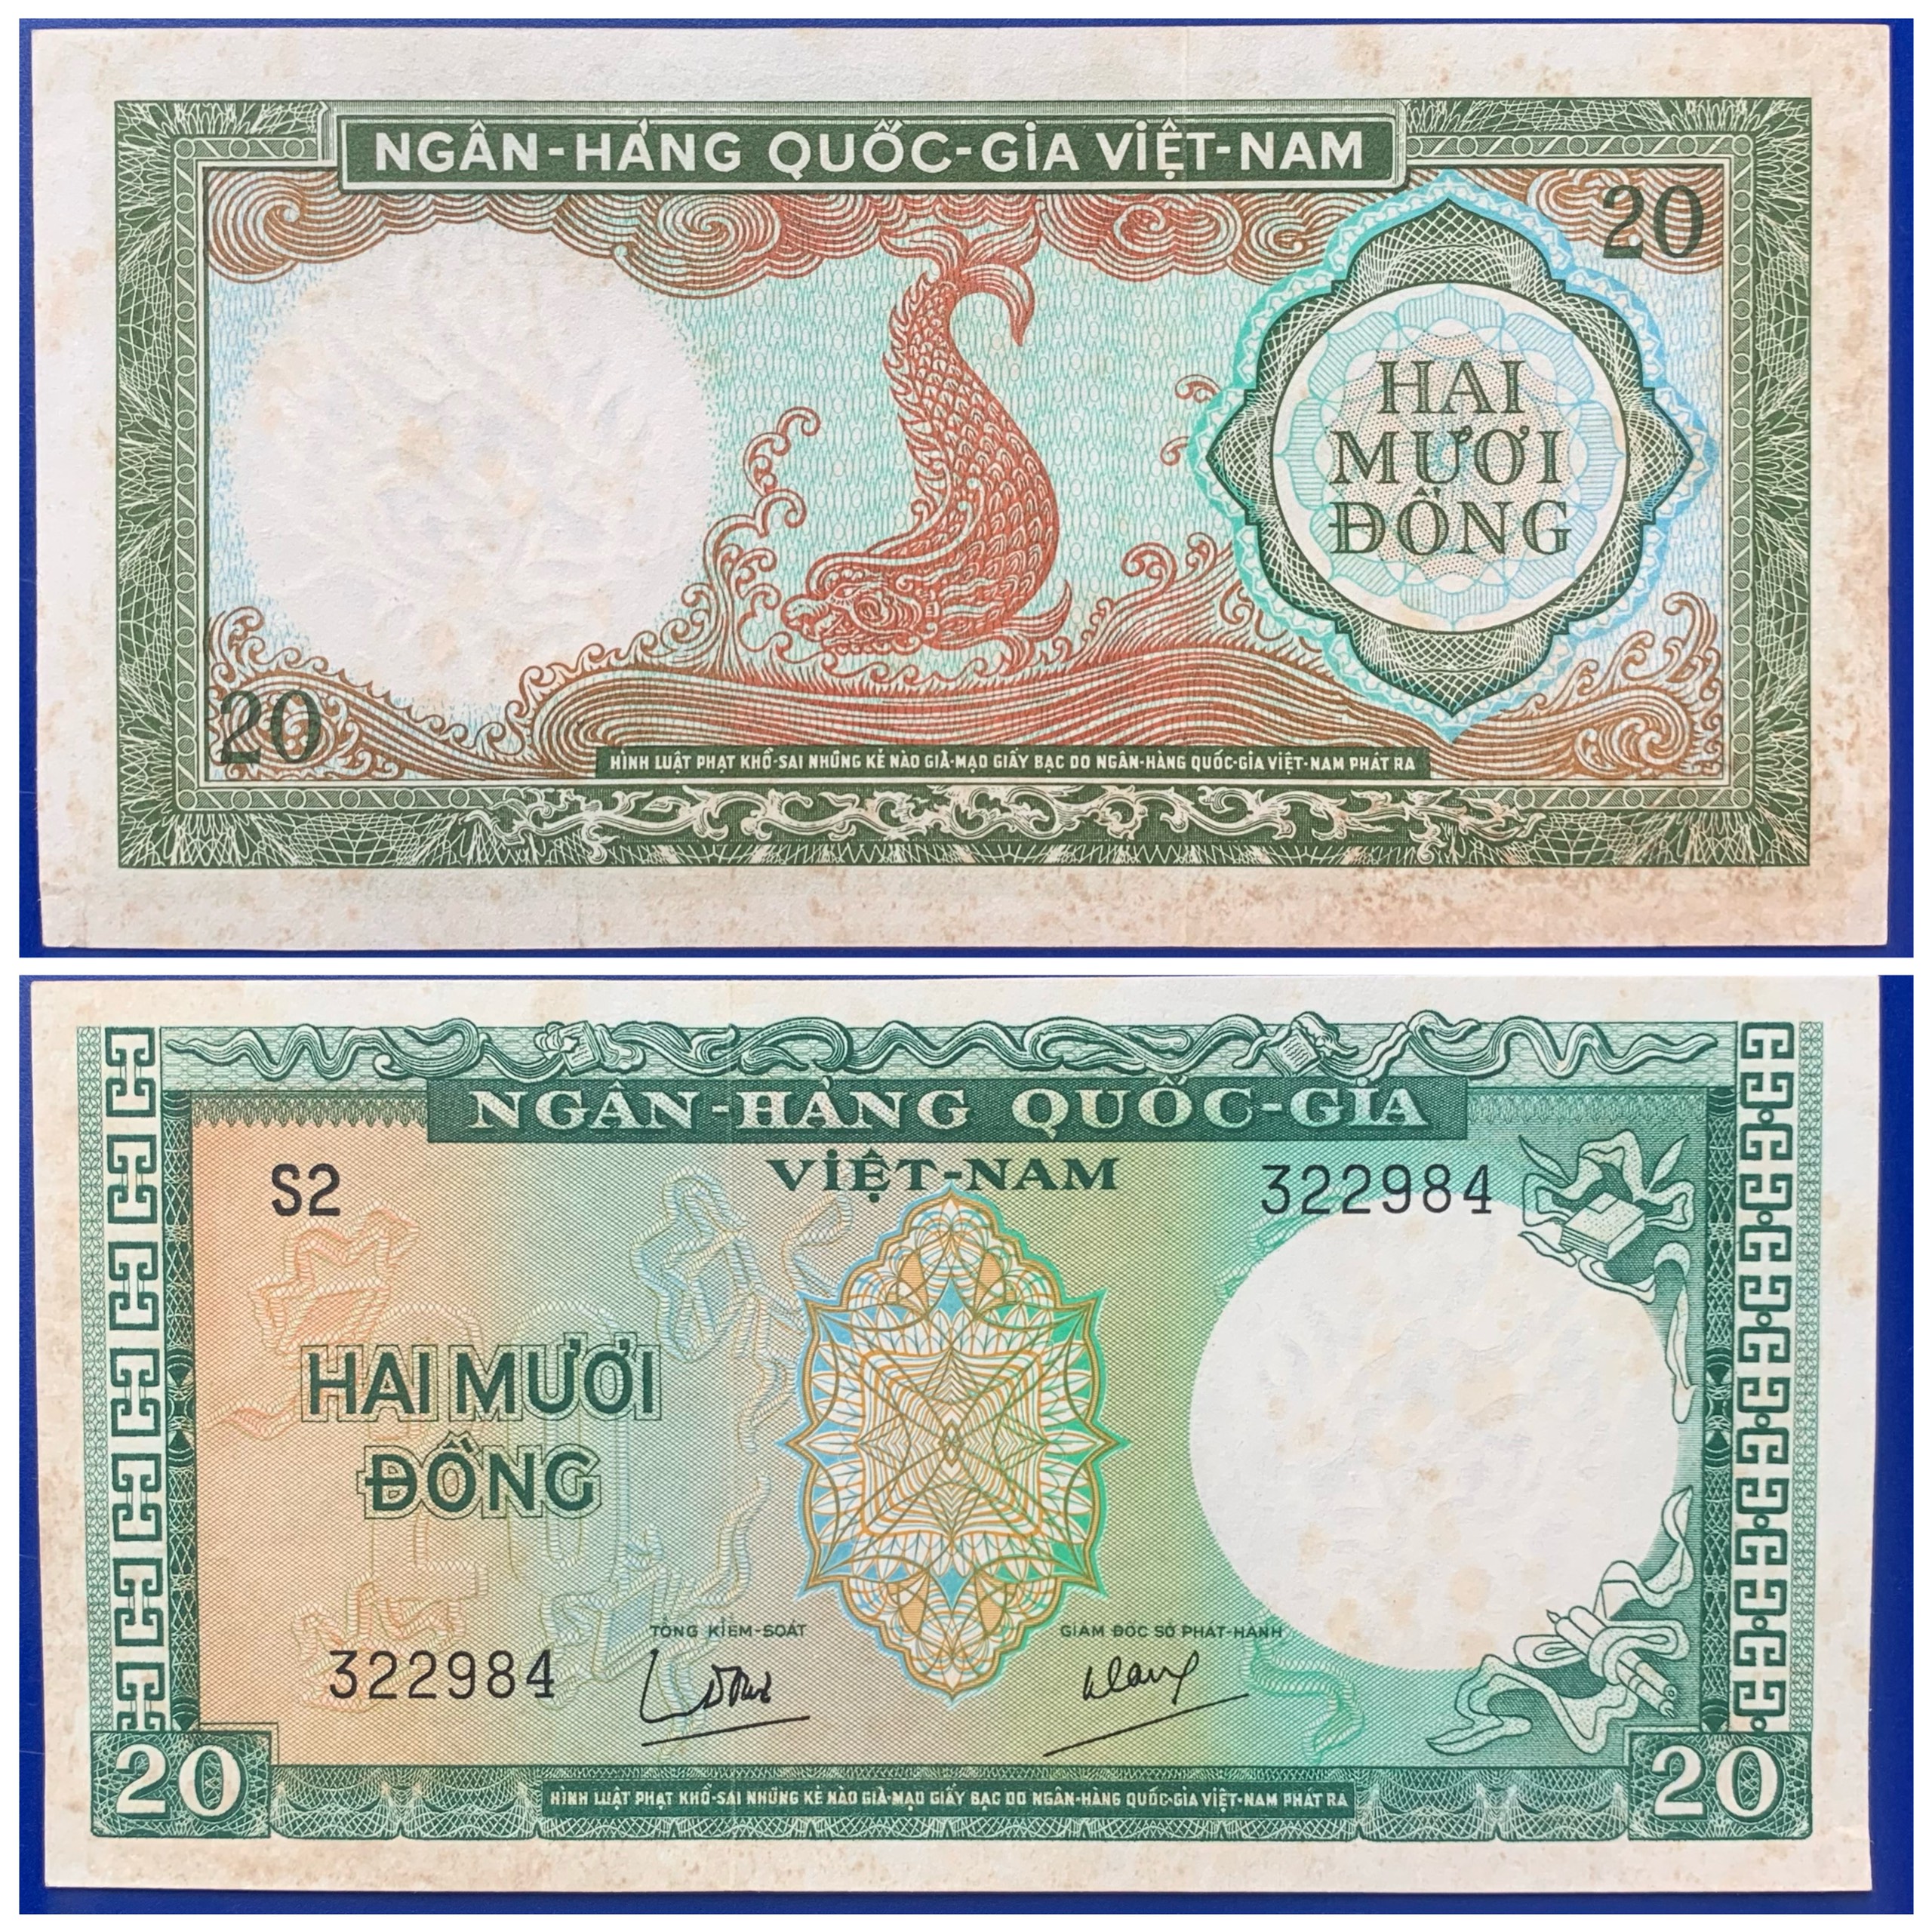 NGÂN-HÀNG QUỐC-GIA VIỆT-NAM
20
HAI
MƯƠI
ĐỒNG
20
HÌNH LUẬT PHẠT KHỔ-SAI NHỮNG KẺ NÀO GIẢ-MẠO GIẤY BẠC DO NGÂN-HÀNG QUỐC-GIA VIỆT-NAM PHÁT RA
NGÂN-HÀNG QUỐC-GIA
VIỆT-NAM
S2
322984
HAI MƯƠI
ĐỒNG
TỔNG KIỂM-SOÁT
GIÁM ĐỐC SỞ PHÁT-HÀNH
322984
20
20
HÌNH LUẬT PHẠT KHỔ-SAI NHỮNG KẺ NÀO GIẢ-MẠO GIẤY BẠC DO NGÂN-HÀNG QUỐC-GIA VIỆT-NAM PHÁT RA